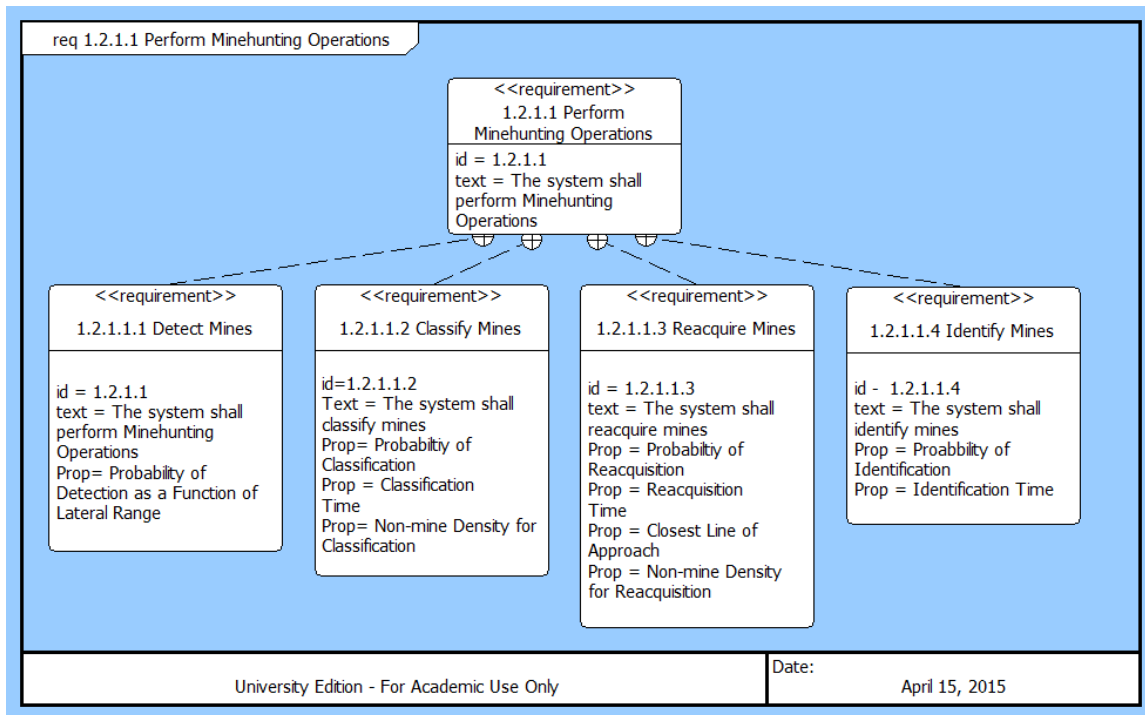 req 1.2.1.1 Perform Minehunting Operations
<<requirement>>
1.2.1.1 Perform
Minehunting Operations
id = 1.2.1.1
text = The system shall
perform Minehunting
Operations
<<requirement>>
1.2.1.1.1 Detect Mines
id = 1.2.1.1
text = The system shall
perform Minehunting
Operations
Prop= Probability of
Detection as a Function of
Lateral Range
<<requirement>>
1.2.1.1.2 Classify Mines
id=1.2.1.1.2
Text = The system shall
classify mines
Prop= Probabiltiy of
Classification
Prop = Classification
Time
Prop= Non-mine Density for
Classification
<<requirement>>
1.2.1.1.3 Reacquire Mines
id = 1.2.1.1.3
text = The system shall
reacquire mines
Prop = Probabiltiy of
Reacquisition
Prop = Reacquisition
Time
Prop = Closest Line of
Approach
Prop = Non-mine Density
for Reacquisition
<<requirement>>
1.2.1.1.4 Identify Mines
id - 1.2.1.1.4
text = The system shall
identify mines
Prop = Proabbility of
Identification
Prop = Identification Time
University Edition - For Academic Use Only
Date:
April 15, 2015